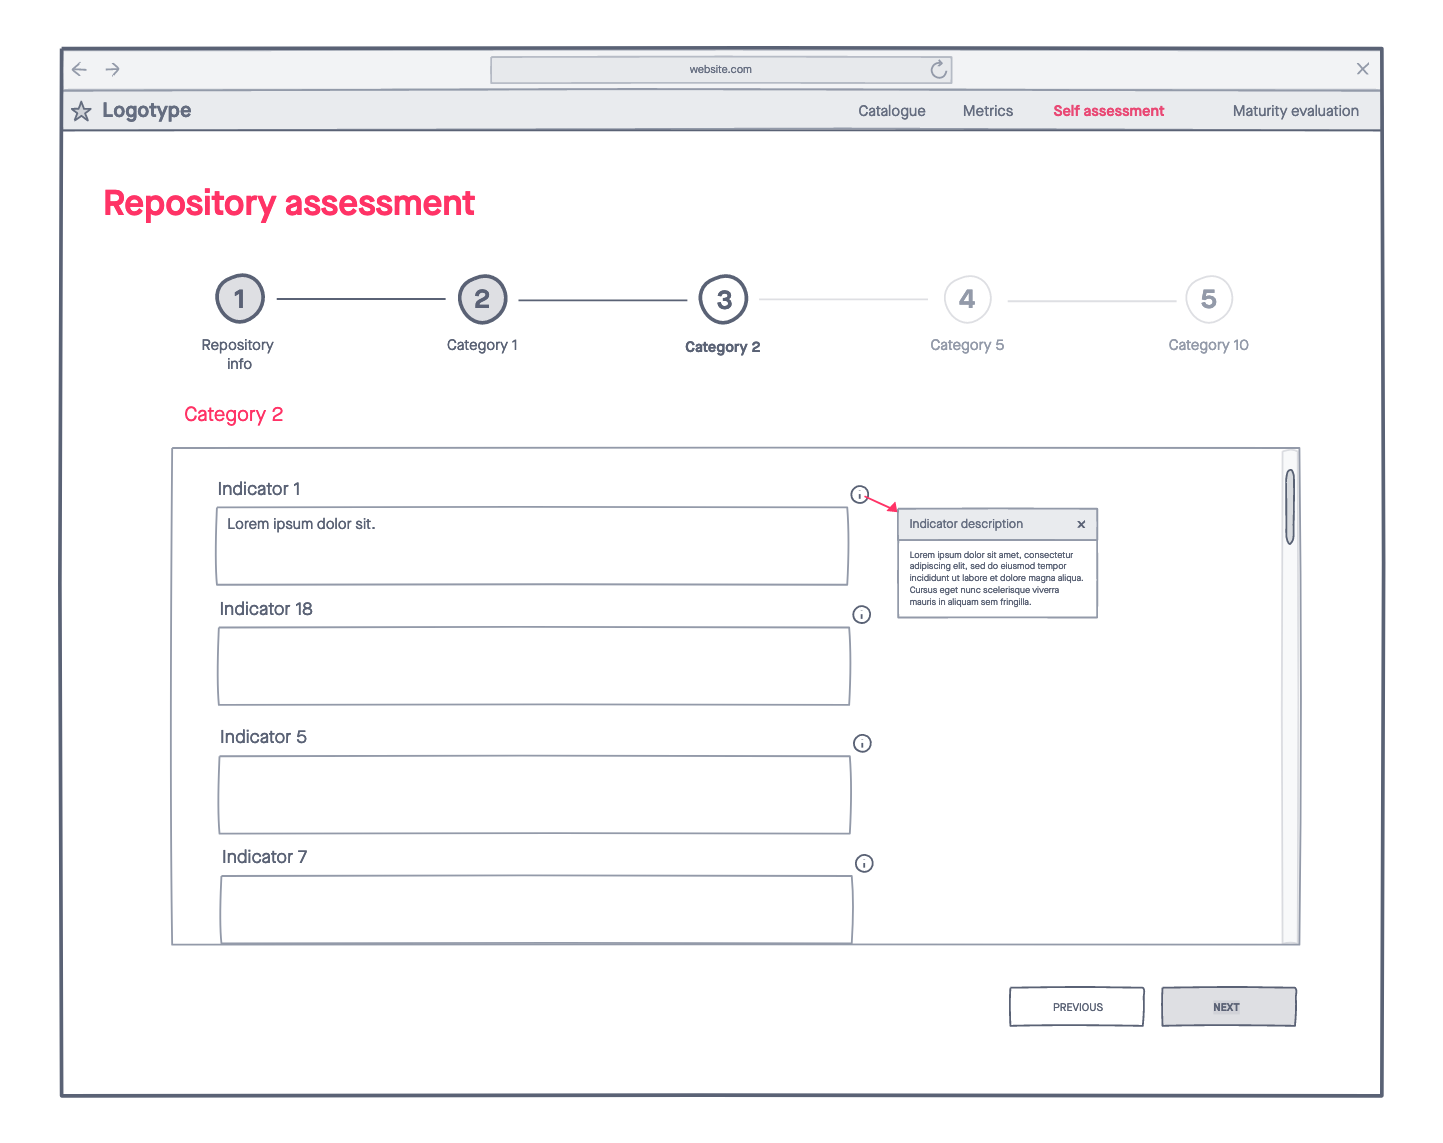 website.com
Logotype
Catalogue
Metrics
Self assessment
Maturity evaluation
Repository assessment
1
2
3
4
5
Repository
info
Category 1
Category 2
Category 5
Category 10
Category 2
Indicator 1
Lorem ipsum dolor sit.
Indicator description
Lorem ipsum dolor sit amet, consectetur
adipiscing elit, sed do eiusmod tempor
incididunt ut labore et dolore magna aliqua.
Cursus eget nunc scelerisque viverra
mauris in aliquam sem fringilla.
Indicator 18
Indicator 5
Indicator 7
PREVIOUS
NEXT